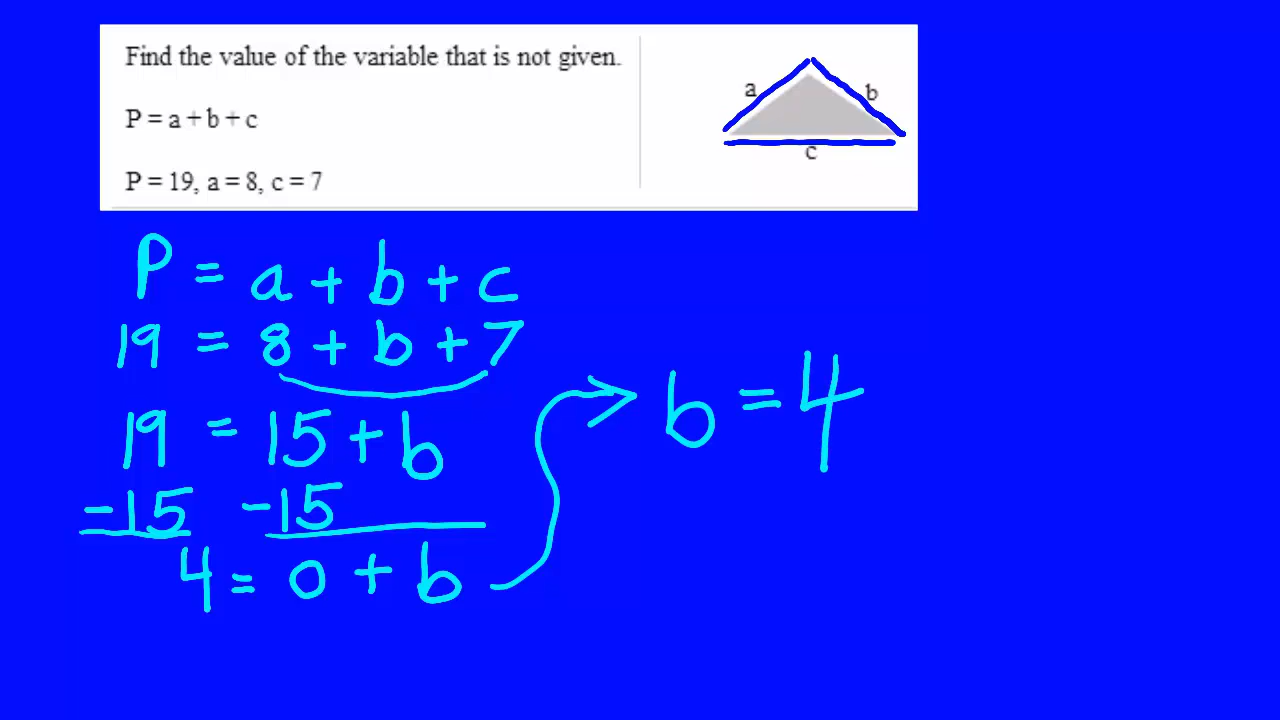 Find the value of the variable that is not given.
P = a + b + c
P = 19, a = 8, c = 7
a
b
c
P = a + b + c
19 = 8 + b + 7
19 = 15 + b
-15 -15
4 = 0 + b
b = 4